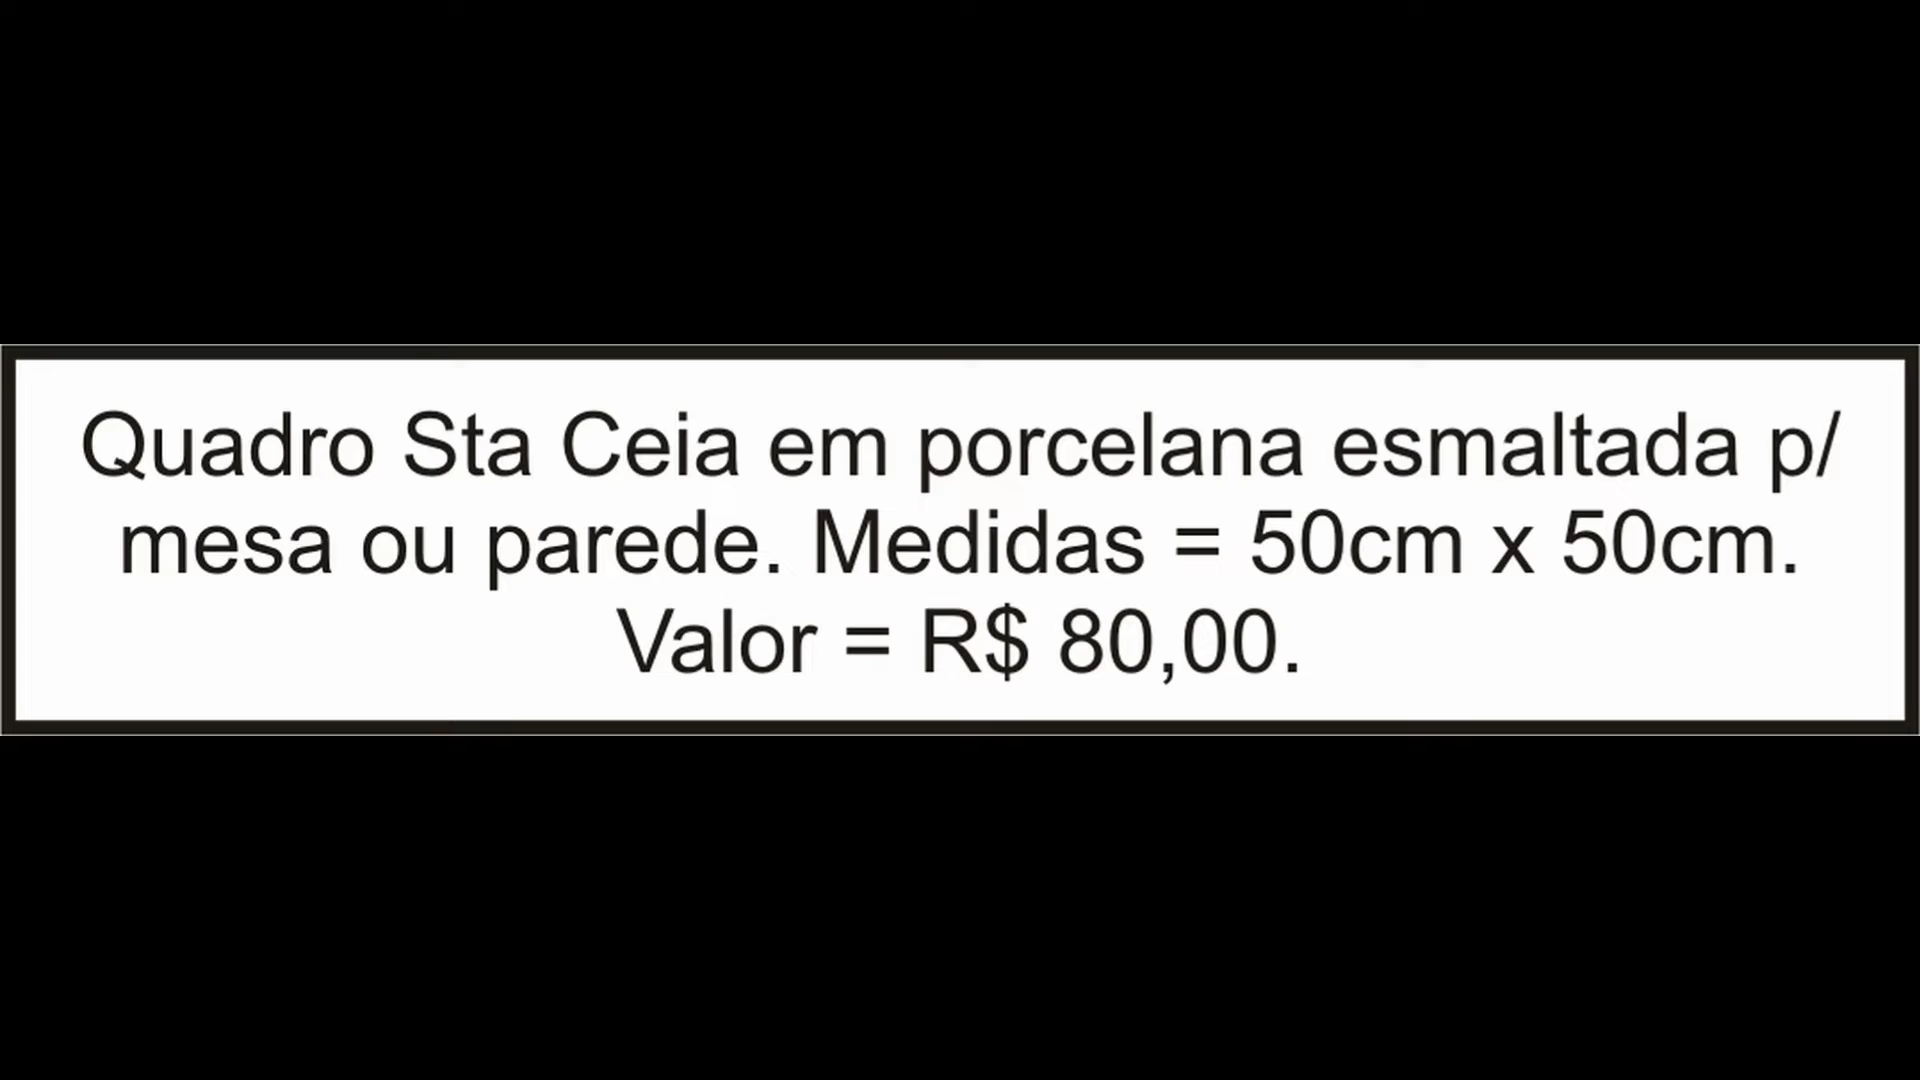 Quadro Sta Ceia em porcelana esmaltada p/
mesa ou parede. Medidas = 50cm x 50cm.
Valor = R$ 80,00.